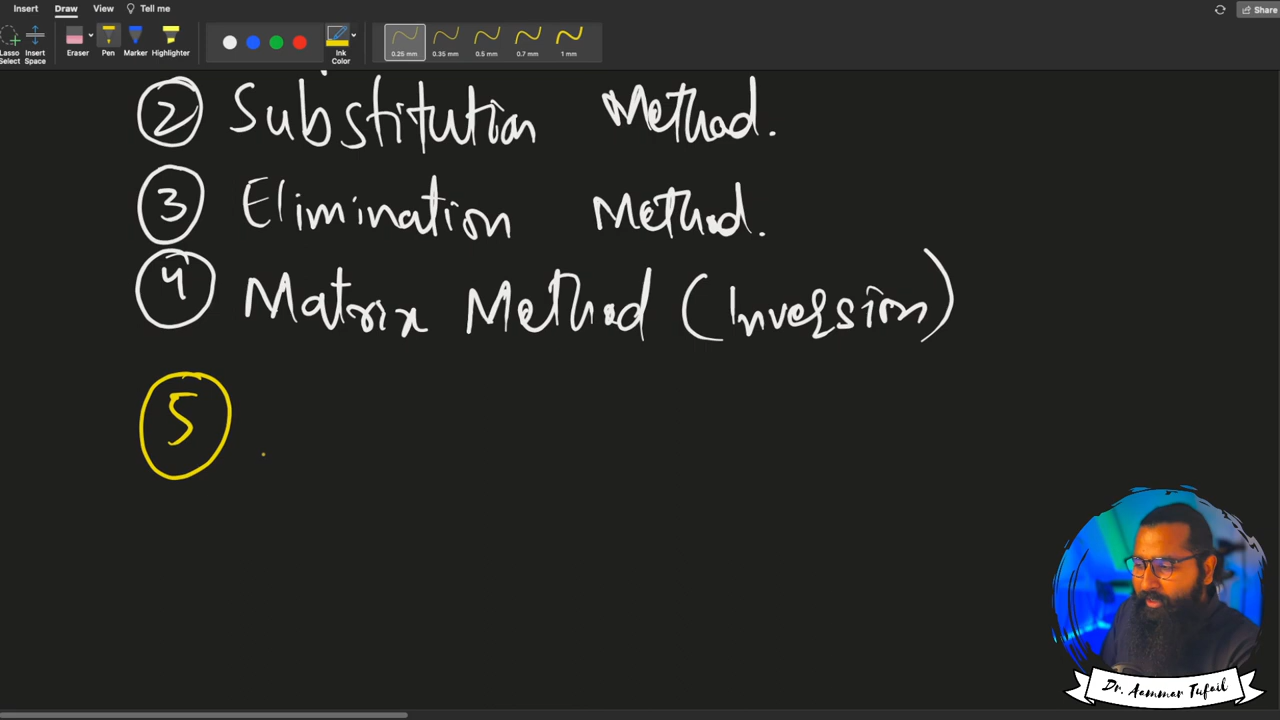 Insert Draw View Tell me Share
Lasso Select Insert Space Eraser Pen Marker Highlighter Ink Color 0.25 mm 0.35 mm 0.5 mm 0.7 mm 1 mm
2 Substitution Method.
3 Elimination Method.
4 Matrix Method (Inversion)
5
Dr. Aammar Tufail